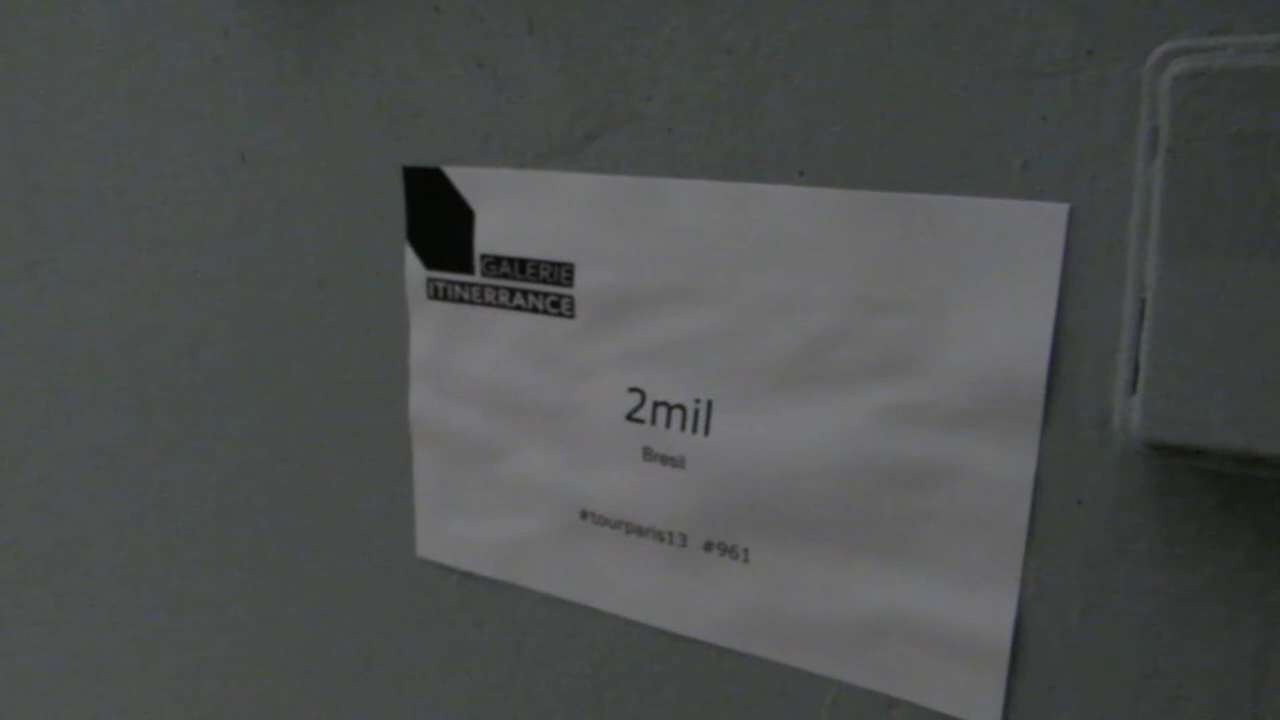 GALERIE
ITINERRANCE
2mil
Bresil
#tourparis13 #961